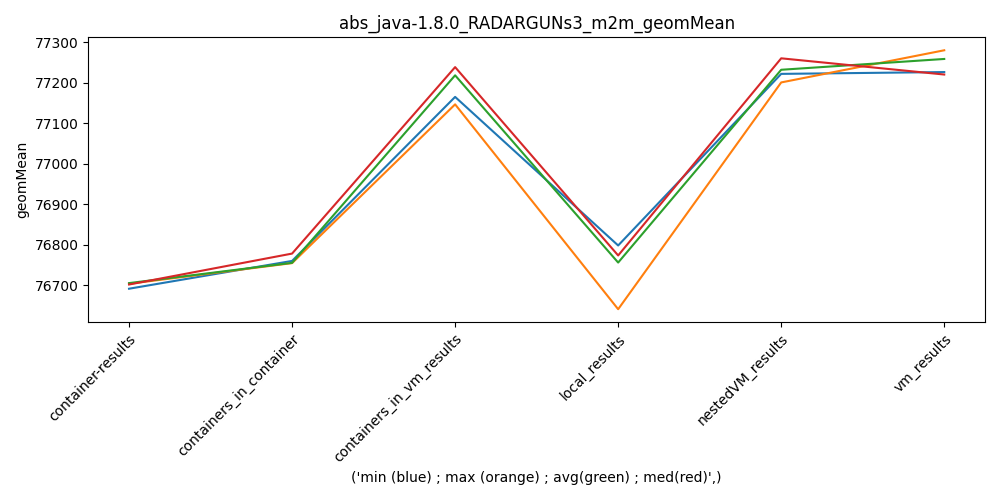 abs_java-1.8.0_RADARGUNs3_m2m_geomMean
77300
77200
77100
77000
76900
76800
76700
geomMean
container-results
containers_in_container
containers_in_vm_results
local_results
nestedVM_results
vm_results
('min (blue) ; max (orange) ; avg(green) ; med(red)',)